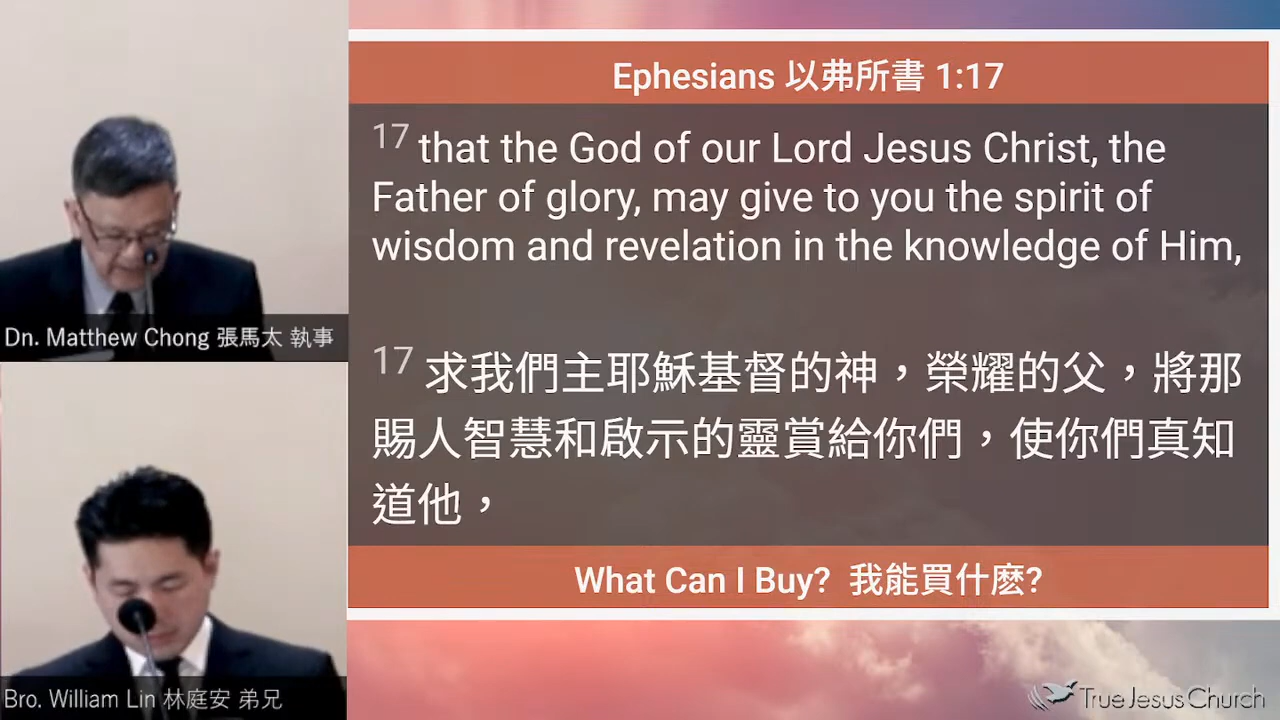 Dn. Matthew Chong 張馬太 執事
Bro. William Lin 林庭安 弟兄
Ephesians 以弗所書 1:17
17 that the God of our Lord Jesus Christ, the
Father of glory, may give to you the spirit of
wisdom and revelation in the knowledge of Him,
17 求我們主耶穌基督的神，榮耀的父，將那
賜人智慧和啟示的靈賞給你們，使你們真知
道他，
What Can I Buy? 我能買什麽?
True Jesus Church